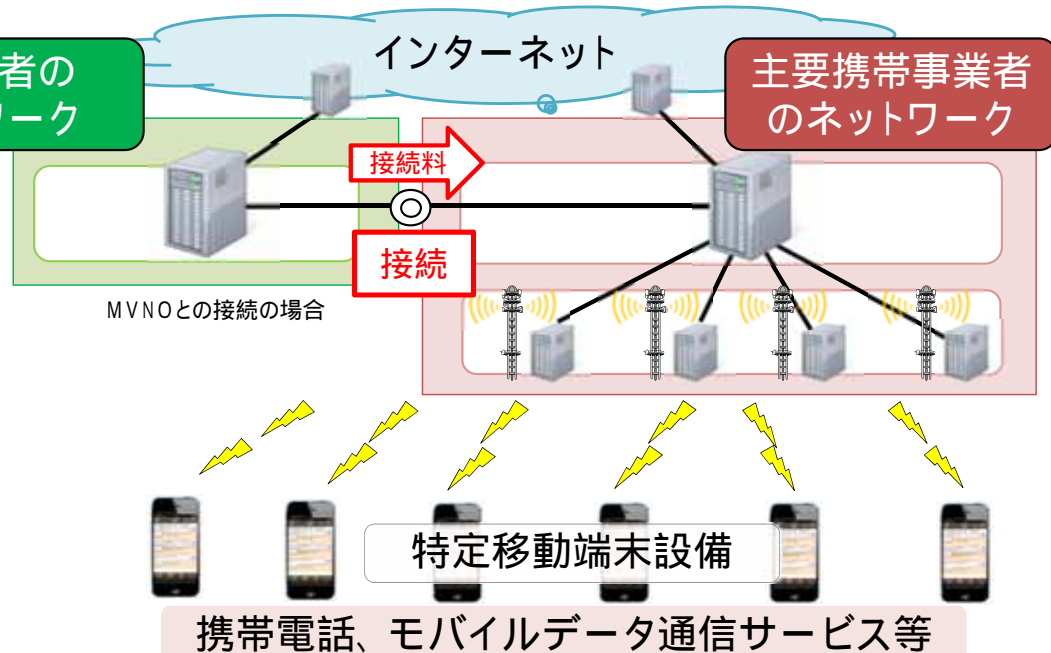 インターネット
者の
ワーク
主要携帯事業者
のネットワーク
接続料
接続
MVNOとの接続の場合
特定移動端末設備
携帯電話、モバイルデータ通信サービス等